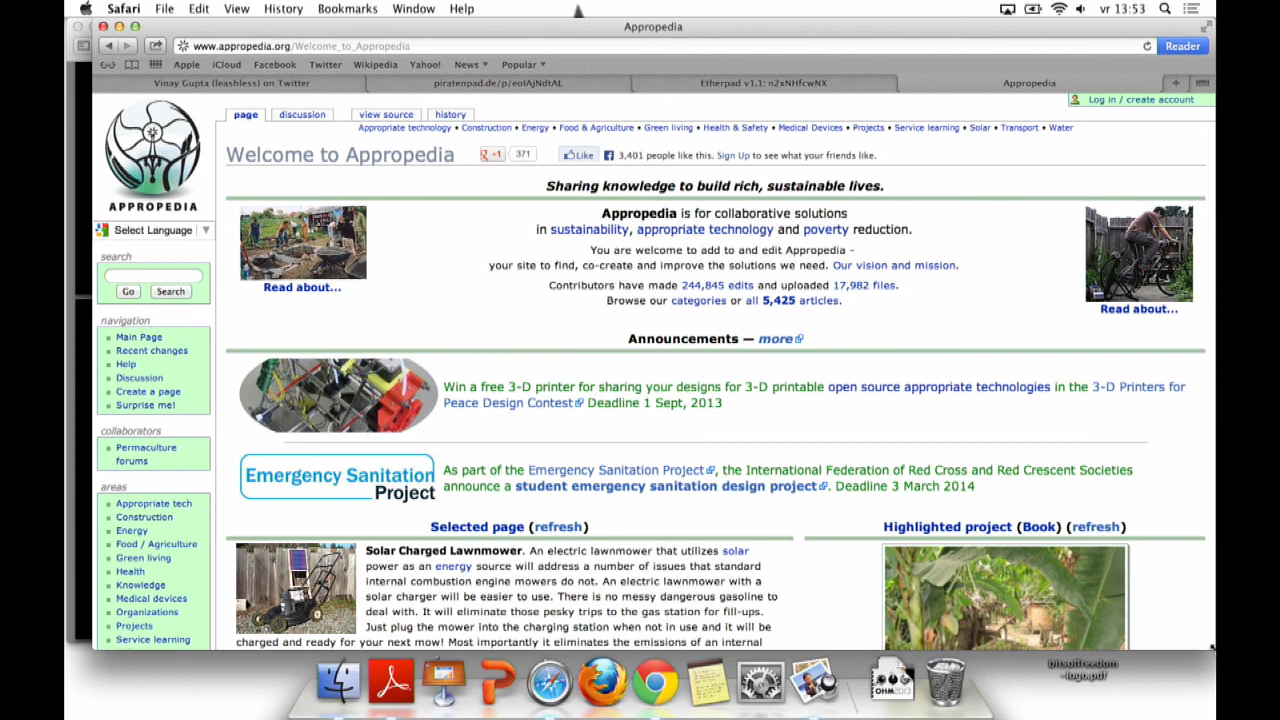 Safari File Edit View History Bookmarks Window Help vr 13:53
Appropedia
www.appropedia.org/Welcome_to_Appropedia Reader
Apple iCloud Facebook Twitter Wikipedia Yahoo! News Popular
Vinay Gupta (leashless) on Twitter piratenpad.de/p/eolAjNdtAL Etherpad v1.1: n2xNHfcwNX Appropedia
Log in / create account
page discussion view source history
Appropriate technology • Construction • Energy • Food & Agriculture • Green living • Health & Safety • Medical Devices • Projects • Service learning • Solar • Transport • Water
Welcome to Appropedia +1 371 Like 3,401 people like this. Sign Up to see what your friends like.
Sharing knowledge to build rich, sustainable lives.
Appropedia is for collaborative solutions
in sustainability, appropriate technology and poverty reduction.
You are welcome to add to and edit Appropedia -
your site to find, co-create and improve the solutions we need. Our vision and mission.
Contributors have made 244,845 edits and uploaded 17,982 files.
Browse our categories or all 5,425 articles.
Read about...
Read about...
APPROPEDIA
Select Language
search
Go Search
navigation
Main Page
Recent changes
Help
Discussion
Create a page
Surprise me!
collaborators
Permaculture
forums
areas
Appropriate tech
Construction
Energy
Food / Agriculture
Green living
Health
Knowledge
Medical devices
Organizations
Projects
Service learning
Announcements — more
Win a free 3-D printer for sharing your designs for 3-D printable open source appropriate technologies in the 3-D Printers for
Peace Design Contest Deadline 1 Sept, 2013
Emergency Sanitation
Project
As part of the Emergency Sanitation Project, the International Federation of Red Cross and Red Crescent Societies
announce a student emergency sanitation design project. Deadline 3 March 2014
Selected page (refresh)
Solar Charged Lawnmower. An electric lawnmower that utilizes solar
power as an energy source will address a number of issues that standard
internal combustion engine mowers do not. An electric lawnmower with a
solar charger will be easier to use. There is no messy dangerous gasoline to
deal with. It will eliminate those pesky trips to the gas station for fill-ups.
Just plug the mower into the charging station when not in use and it will be
charged and ready for your next mow! Most importantly it eliminates the emissions of an internal
Highlighted project (Book) (refresh)
OHM2013
bitsoffreedom
-logo.pdf